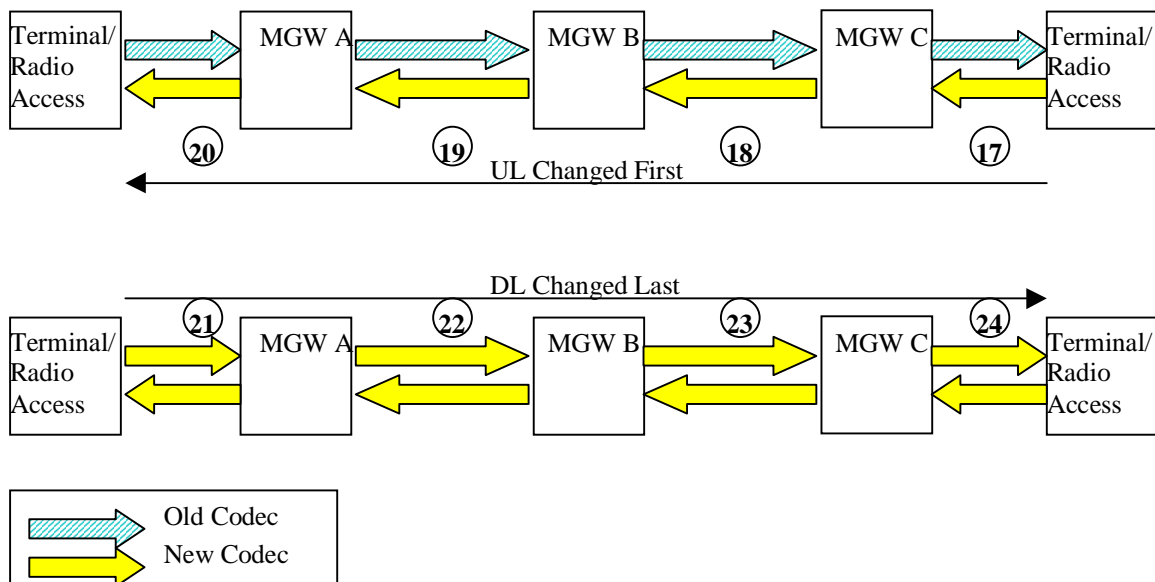 Terminal/
Radio
Access
MGW A
MGW B
MGW C
Terminal/
Radio
Access
20
19
18
17
UL Changed First
DL Changed Last
21
22
23
24
Terminal/
Radio
Access
MGW A
MGW B
MGW C
Terminal/
Radio
Access
Old Codec
New Codec